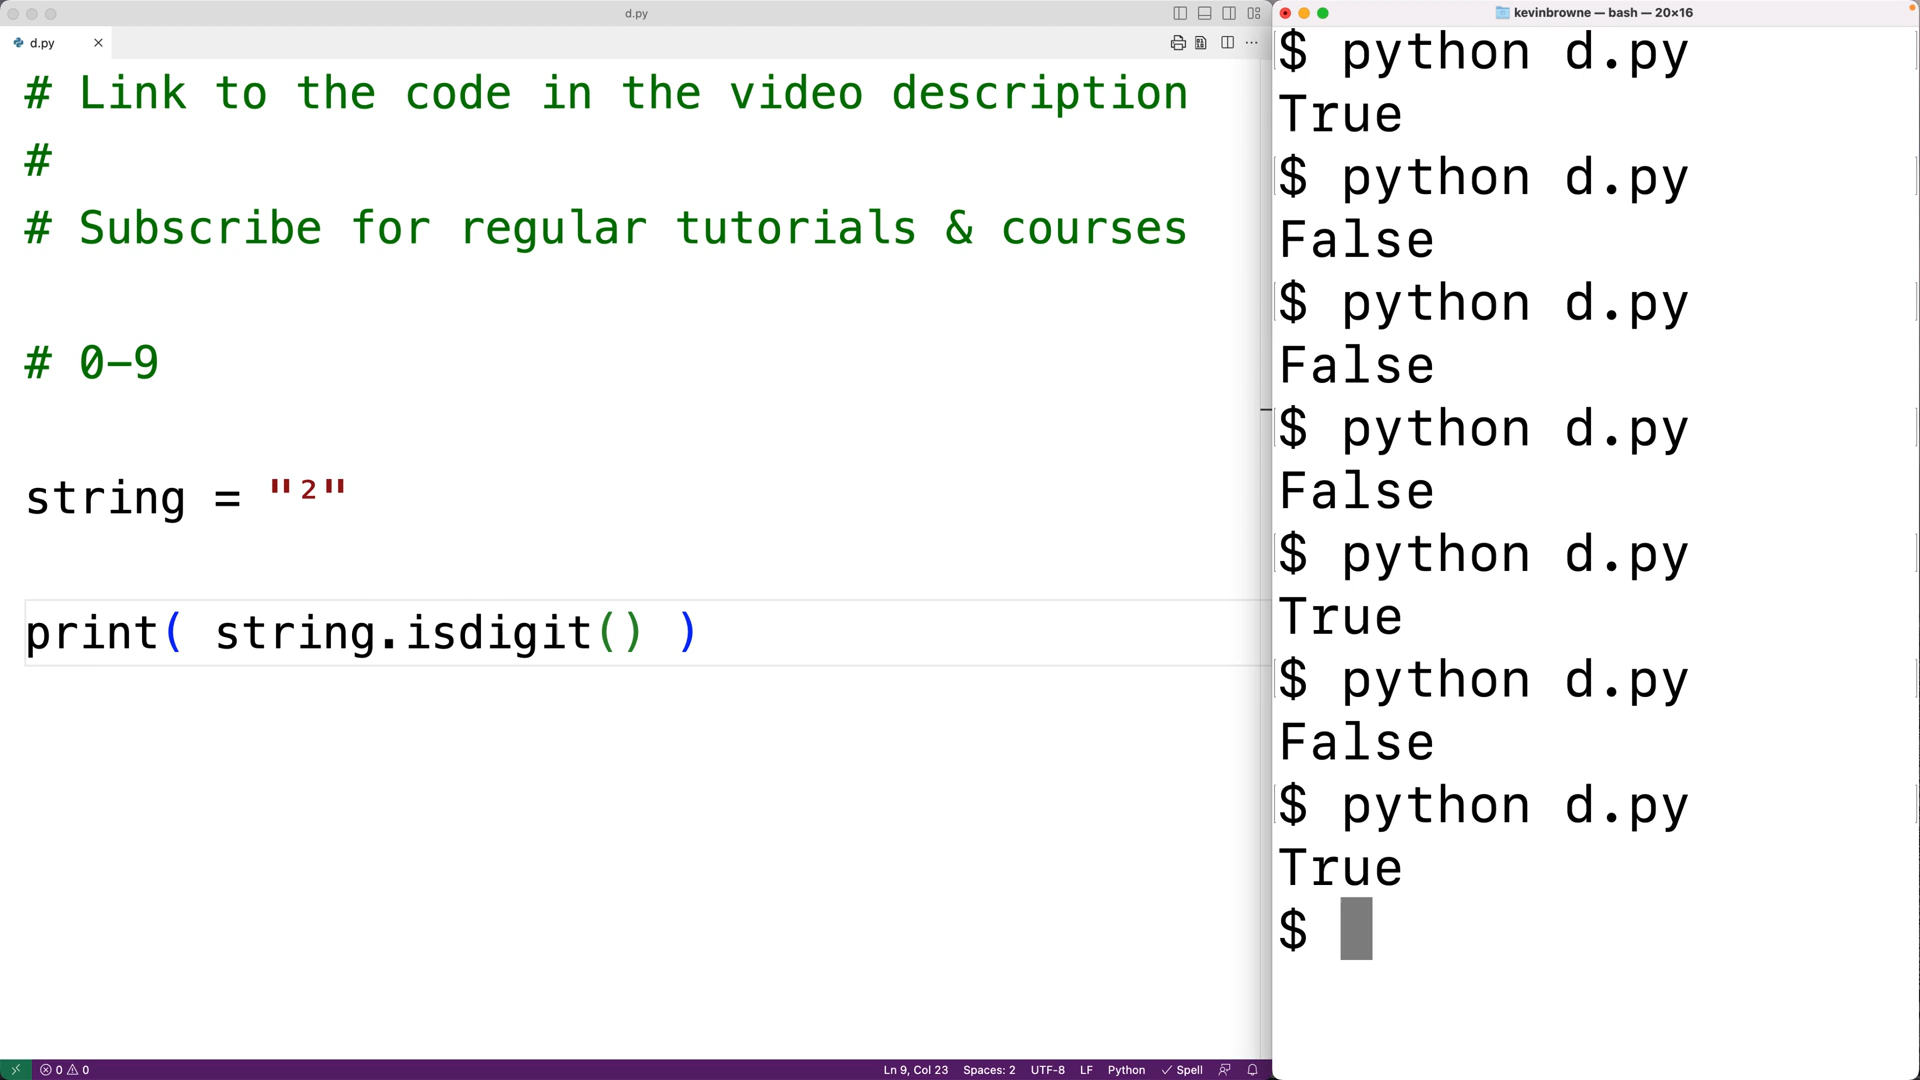 d.py
d.py
# Link to the code in the video description
#
# Subscribe for regular tutorials & courses
# 0-9
string = "²"
print( string.isdigit() )
0 0
Ln 9, Col 23 Spaces: 2 UTF-8 LF Python Spell
kevinbrowne — bash — 20×16
$ python d.py
True
$ python d.py
False
$ python d.py
False
$ python d.py
False
$ python d.py
True
$ python d.py
False
$ python d.py
True
$